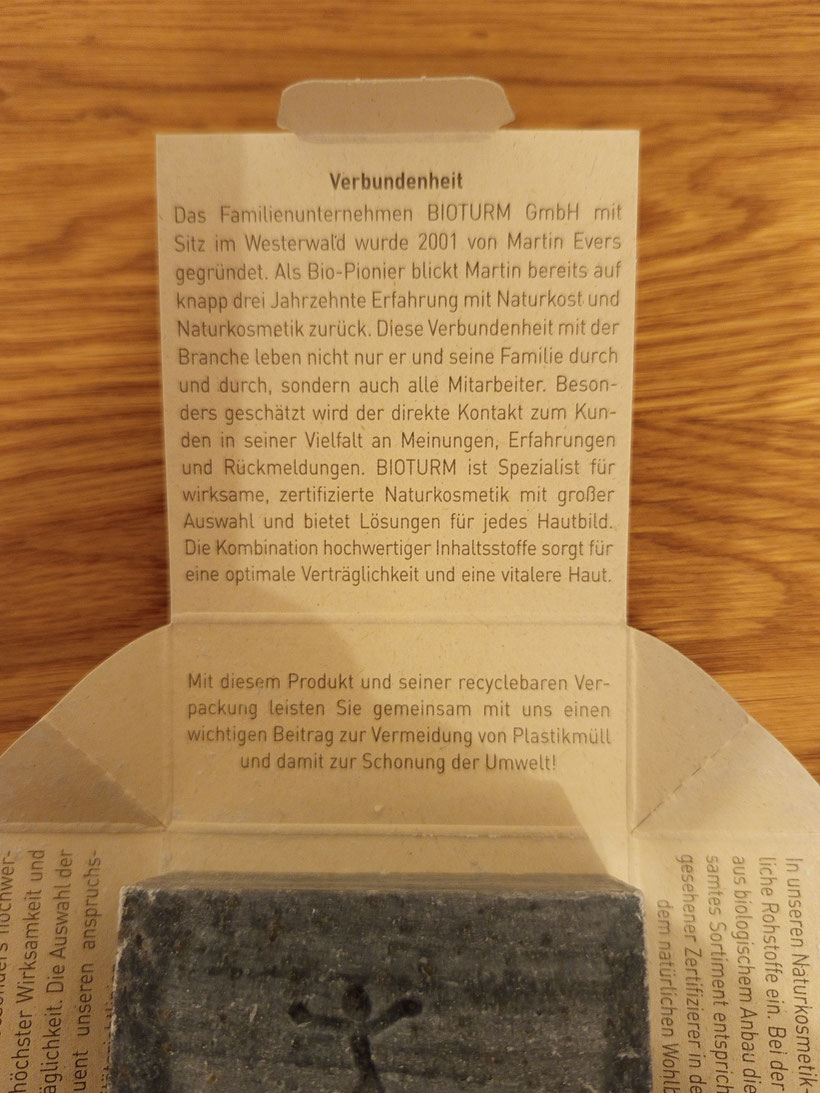 Verbundenheit
Das Familienunternehmen BIOTURM GmbH mit
Sitz im Westerwald wurde 2001 von Martin Evers
gegründet. Als Bio-Pionier blickt Martin bereits auf
knapp drei Jahrzehnte Erfahrung mit Naturkost und
Naturkosmetik zurück. Diese Verbundenheit mit der
Branche leben nicht nur er und seine Familie durch
und durch, sondern auch alle Mitarbeiter. Beson-
ders geschätzt wird der direkte Kontakt zum Kun-
den in seiner Vielfalt an Meinungen, Erfahrungen
und Rückmeldungen. BIOTURM ist Spezialist für
wirksame, zertifizierte Naturkosmetik mit großer
Auswahl und bietet Lösungen für jedes Hautbild.
Die Kombination hochwertiger Inhaltsstoffe sorgt für
eine optimale Verträglichkeit und eine vitalere Haut.
Mit diesem Produkt und seiner recyclebaren Ver-
packung leisten Sie gemeinsam mit uns einen
wichtigen Beitrag zur Vermeidung von Plastikmüll
und damit zur Schonung der Umwelt!
höchster Wirksamkeit und
äglichkeit. Die Auswahl der
uent unseren anspruchs-
In unseren Naturkosmetik-
liche Rohstoffe ein. Bei der
aus biologischem Anbau die
samtes Sortiment entsprich
gesehener Zertifizierer in de
dem natürlichen Wohlb